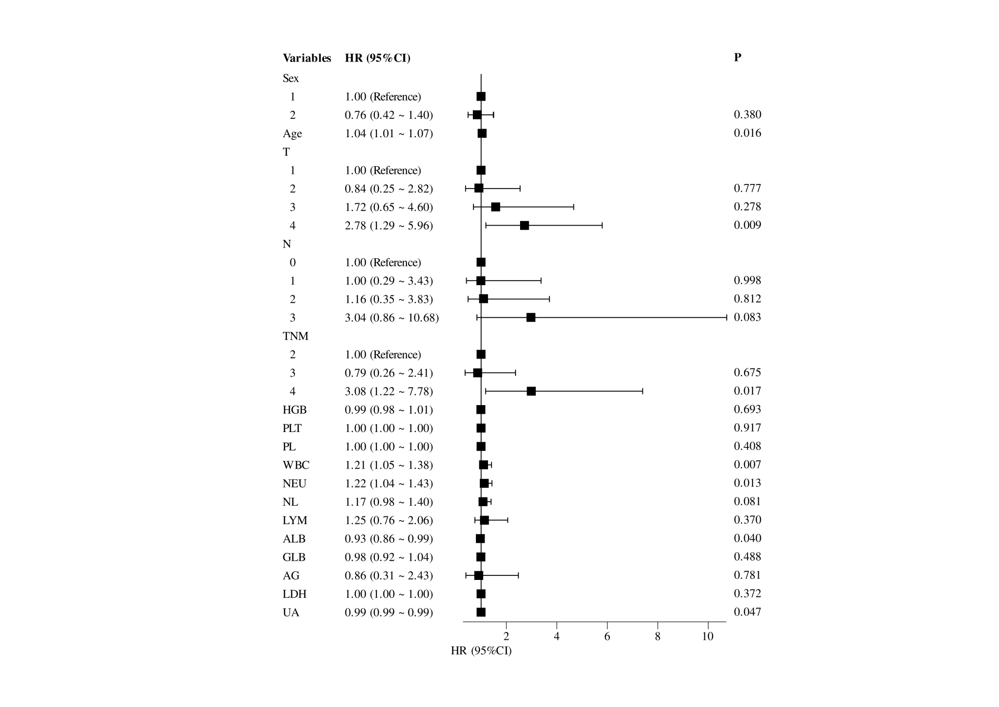 Variables HR (95%CI) P
Sex
1 1.00 (Reference)
2 0.76 (0.42 ~ 1.40) 0.380
Age 1.04 (1.01 ~ 1.07) 0.016
T
1 1.00 (Reference)
2 0.84 (0.25 ~ 2.82) 0.777
3 1.72 (0.65 ~ 4.60) 0.278
4 2.78 (1.29 ~ 5.96) 0.009
N
0 1.00 (Reference)
1 1.00 (0.29 ~ 3.43) 0.998
2 1.16 (0.35 ~ 3.83) 0.812
3 3.04 (0.86 ~ 10.68) 0.083
TNM
2 1.00 (Reference)
3 0.79 (0.26 ~ 2.41) 0.675
4 3.08 (1.22 ~ 7.78) 0.017
HGB 0.99 (0.98 ~ 1.01) 0.693
PLT 1.00 (1.00 ~ 1.00) 0.917
PL 1.00 (1.00 ~ 1.00) 0.408
WBC 1.21 (1.05 ~ 1.38) 0.007
NEU 1.22 (1.04 ~ 1.43) 0.013
NL 1.17 (0.98 ~ 1.40) 0.081
LYM 1.25 (0.76 ~ 2.06) 0.370
ALB 0.93 (0.86 ~ 0.99) 0.040
GLB 0.98 (0.92 ~ 1.04) 0.488
AG 0.86 (0.31 ~ 2.43) 0.781
LDH 1.00 (1.00 ~ 1.00) 0.372
UA 0.99 (0.99 ~ 0.99) 0.047
2 4 6 8 10
HR (95%CI)